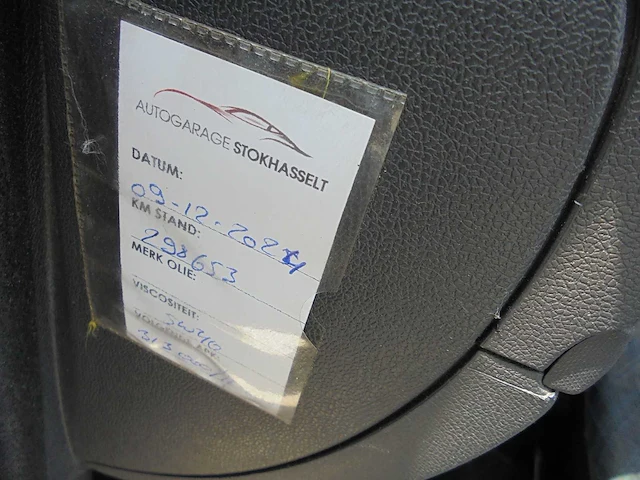 AUTOGARAGE STOKHASSELT
DATUM:
09-12-2024
KM STAND:
298653
MERK OLIE:
VISCOSITEIT:
5W40